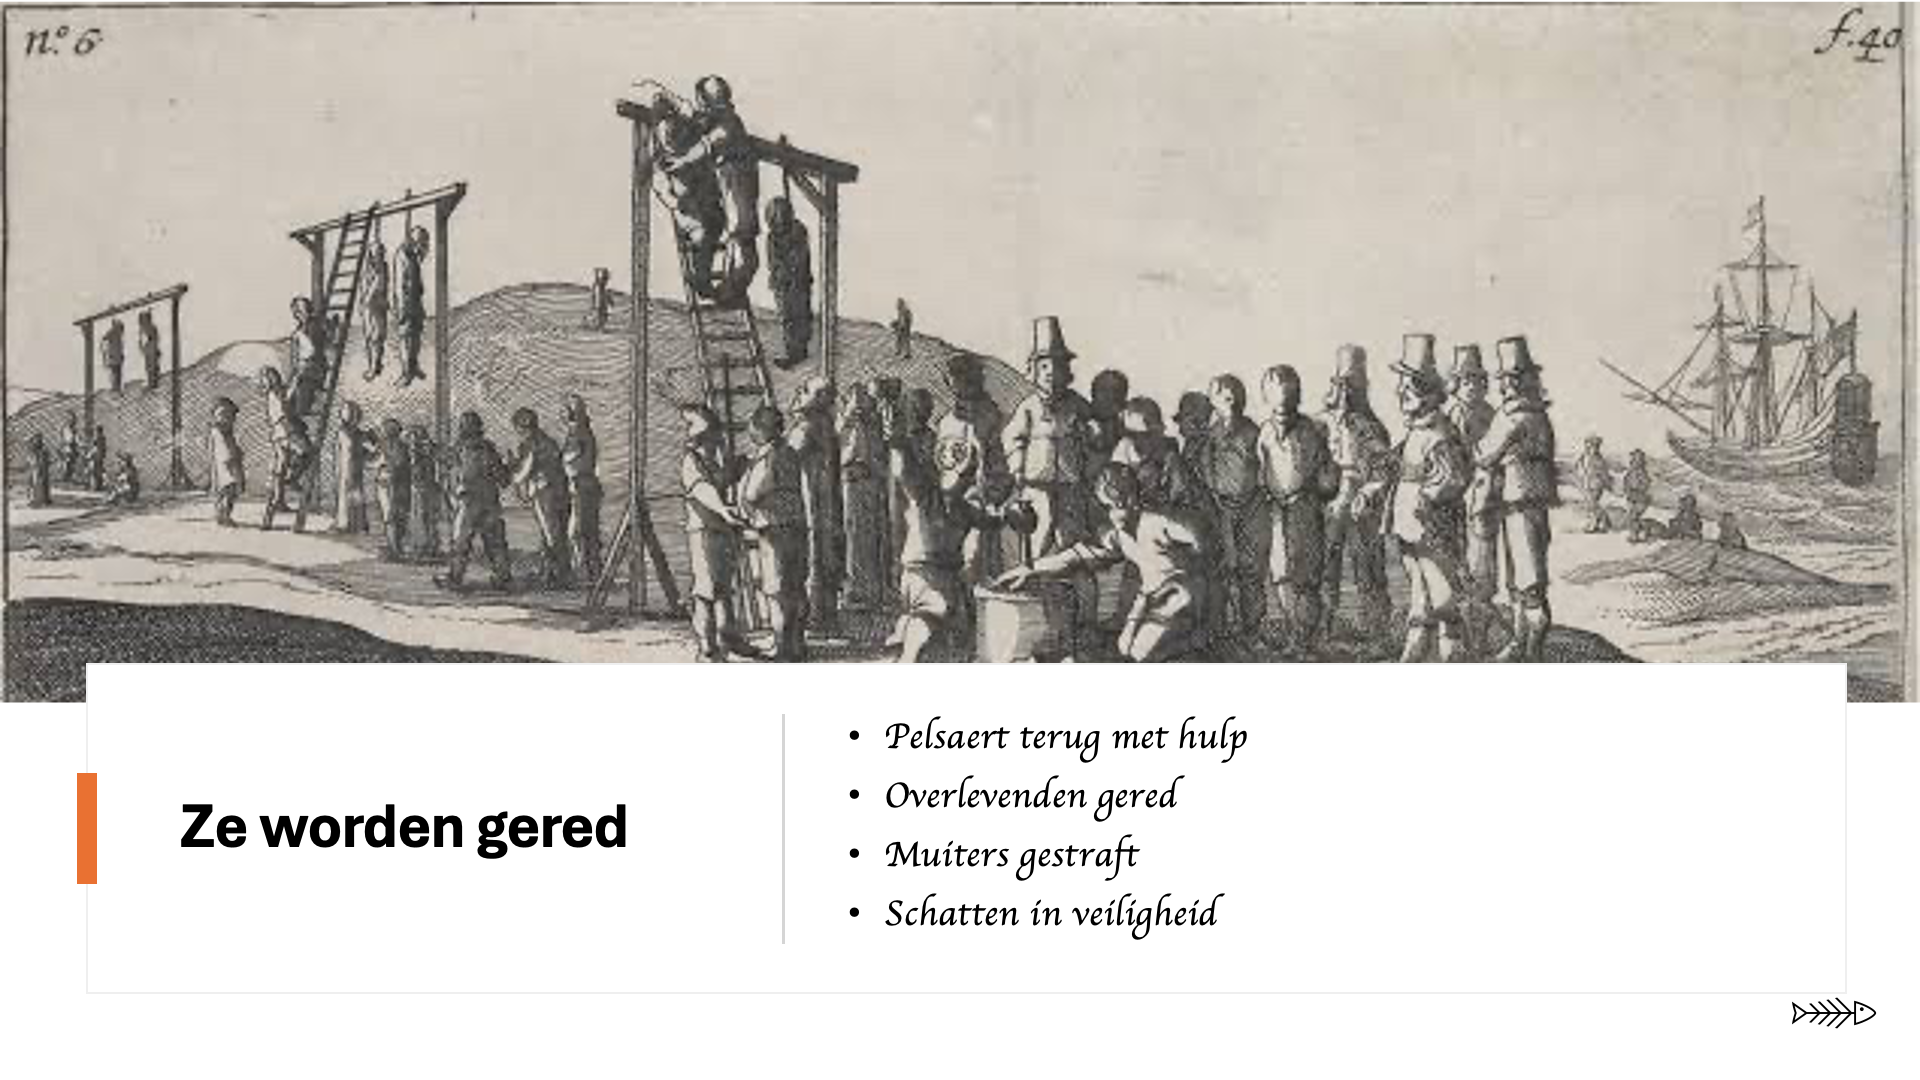 n.º 6
f. 40
Ze worden gered
• Pelsaert terug met hulp
• Overlevenden gered
• Muiters gestraft
• Schatten in veiligheid